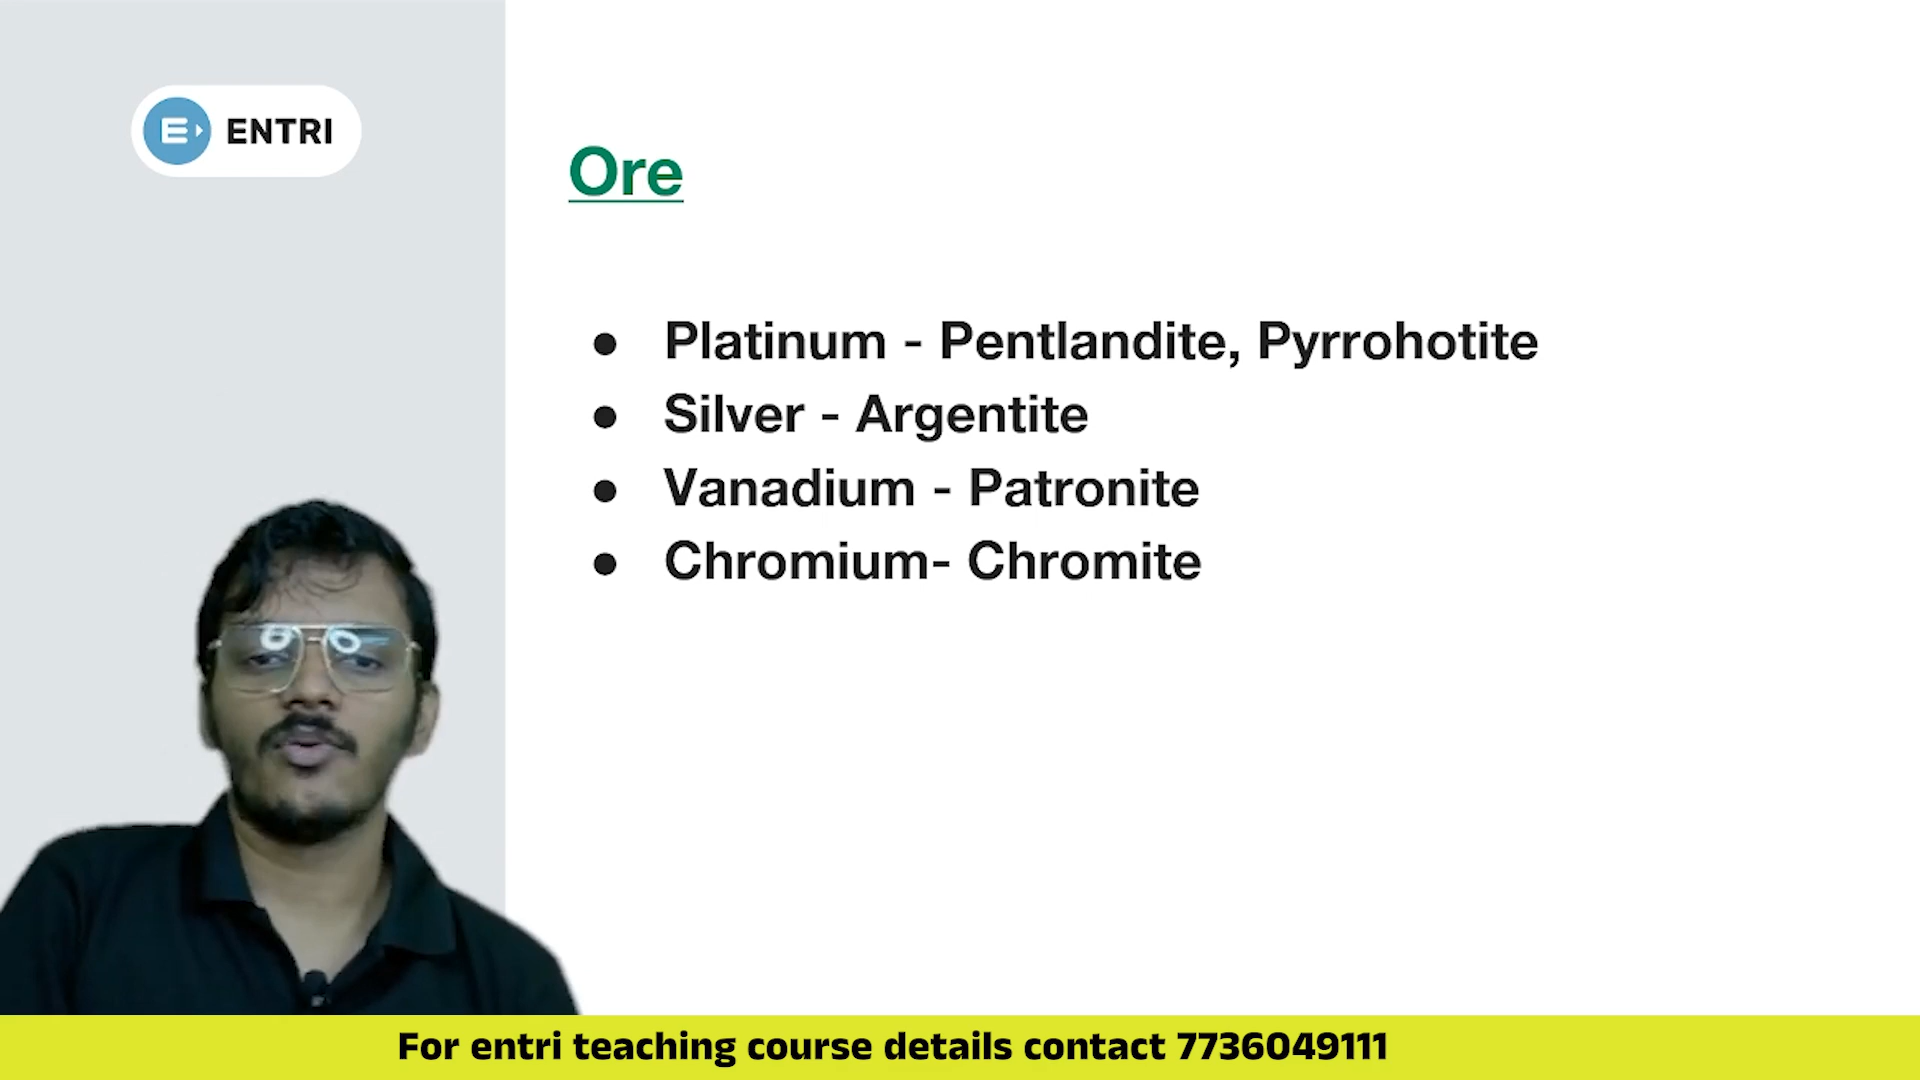 ENTRI
Ore
● Platinum - Pentlandite, Pyrrohotite
● Silver - Argentite
● Vanadium - Patronite
● Chromium- Chromite
For entri teaching course details contact 7736049111